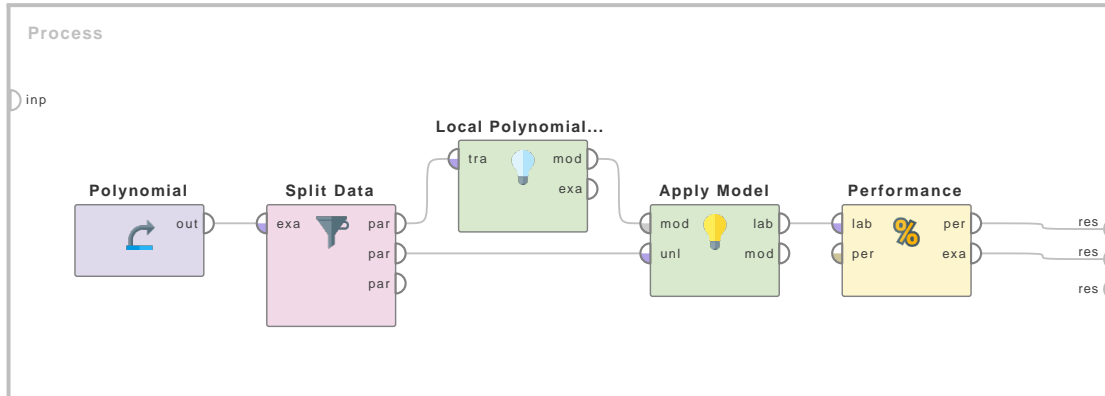 Process
inp
Local Polynomial...
tra mod
exa
Polynomial
out
Split Data
exa par
par
par
Apply Model
mod lab
unl mod
Performance
%
lab per
per exa
res
res
res